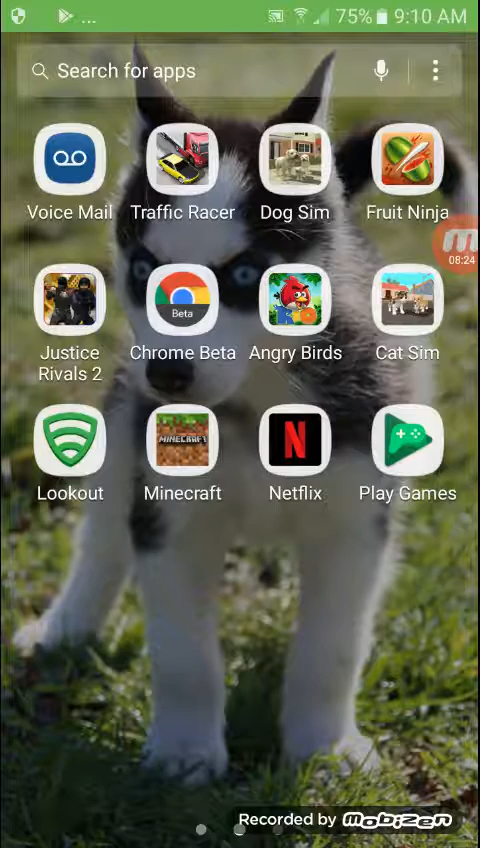 ... 75% 9:10 AM
Search for apps
Voice Mail Traffic Racer Dog Sim Fruit Ninja
08:24
Justice Rivals 2 Chrome Beta Angry Birds Cat Sim
Beta
RIO
MINECRAFT
N
Lookout Minecraft Netflix Play Games
Recorded by mobizen